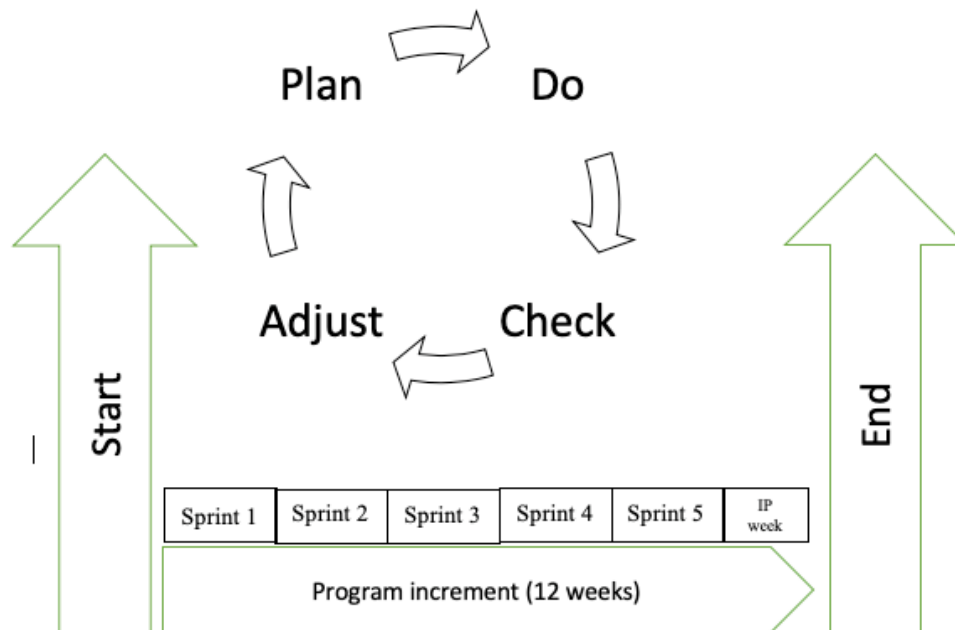 Plan
Do
Adjust
Check
Start
End
Sprint 1
Sprint 2
Sprint 3
Sprint 4
Sprint 5
IP
week
Program increment (12 weeks)